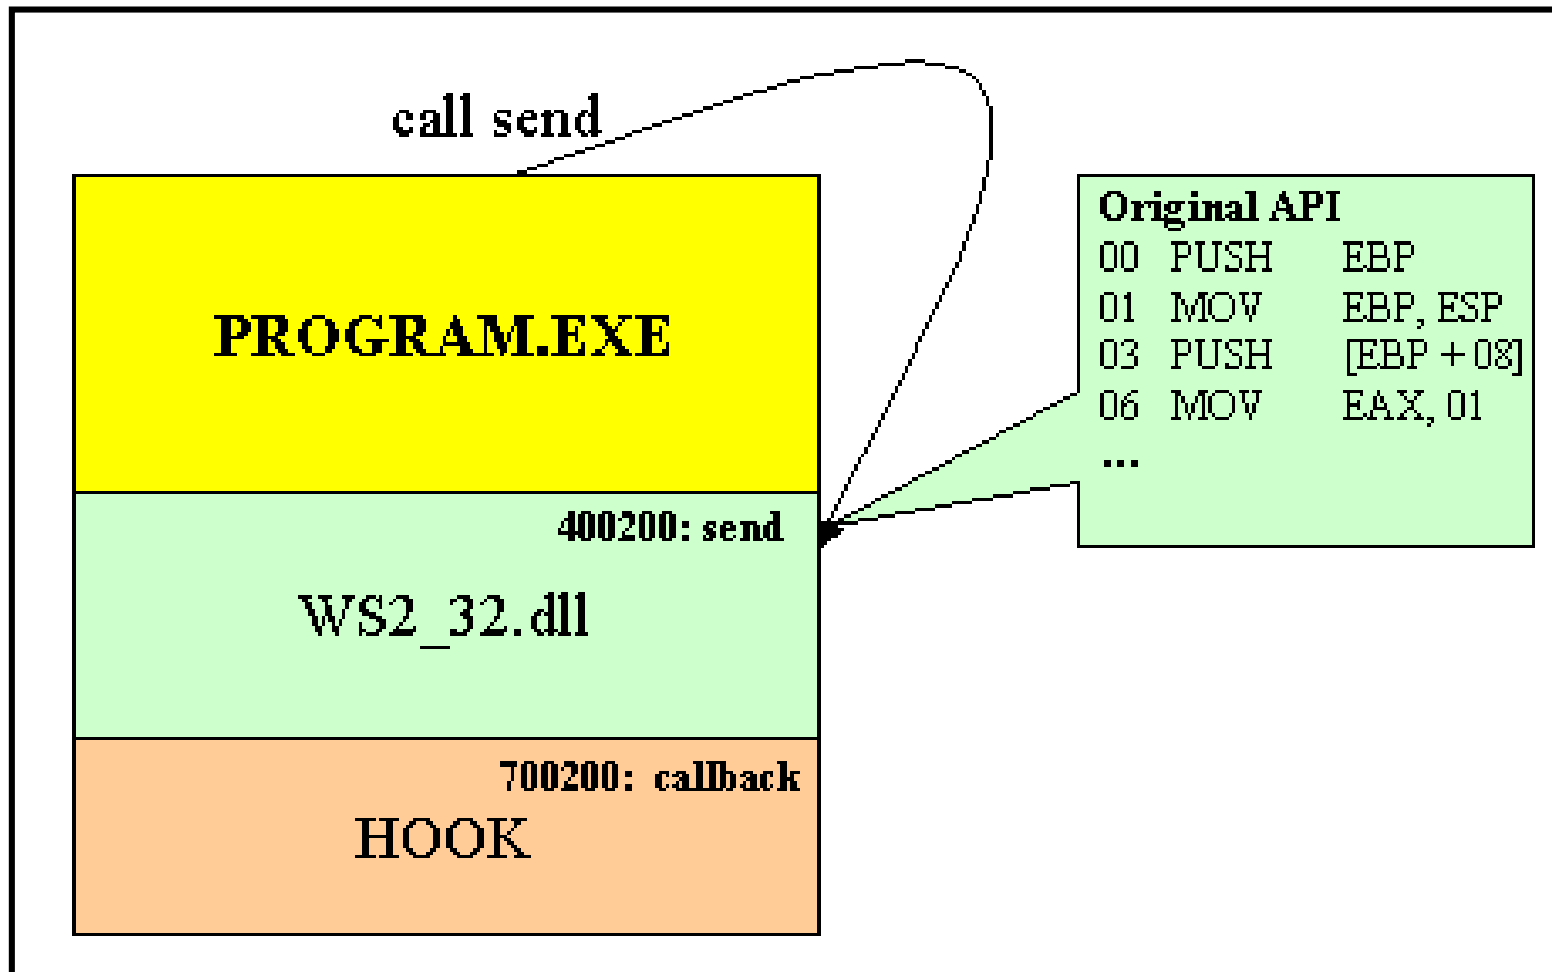 call send
PROGRAM.EXE
400200: send
WS2_32.dll
700200: callback
HOOK
Original API
00 PUSH EBP
01 MOV EBP, ESP
03 PUSH [EBP + 08]
06 MOV EAX, 01
...